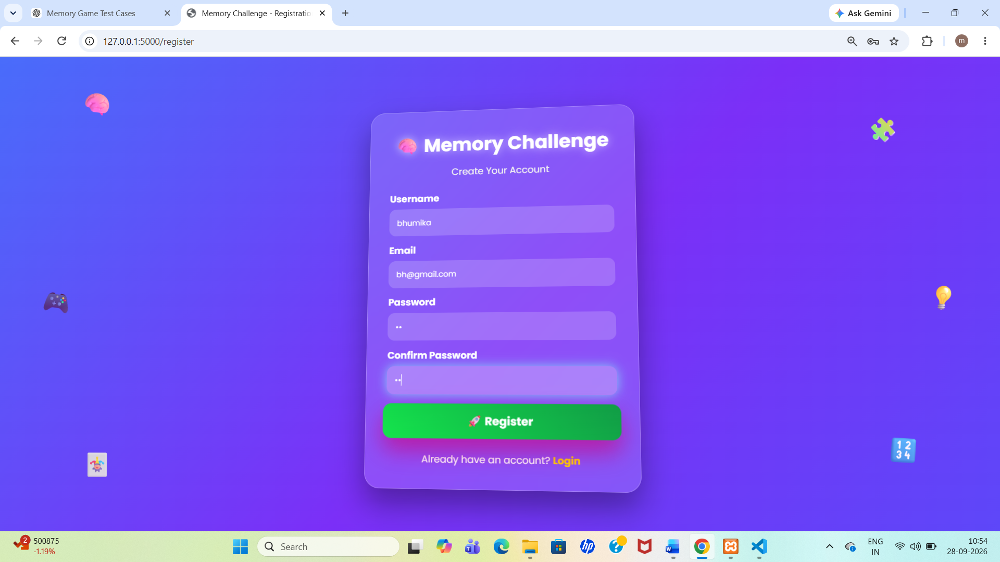 Memory Game Test Cases
Memory Challenge - Registratio
Ask Gemini
127.0.0.1:5000/register
m
Memory Challenge
Create Your Account
Username
bhumika
Email
bh@gmail.com
Password
••
Confirm Password
••
Register
Already have an account? Login
1 2
3 4
2
500875
-1.19%
Search
T
hp
?
W
ENG
IN
10:54
28-09-2026